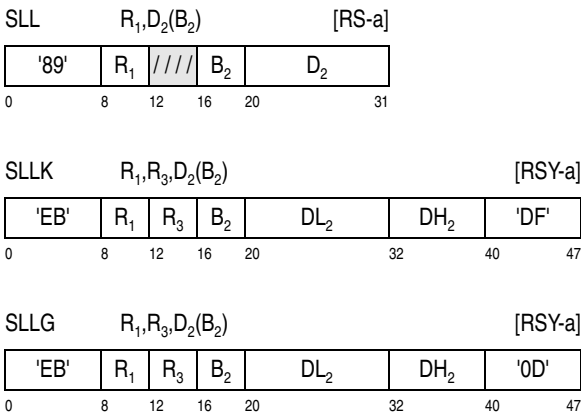 SLL R₁,D₂(B₂) [RS-a]
'89' R₁ //// B₂ D₂
0 8 12 16 20 31
SLLK R₁,R₃,D₂(B₂) [RSY-a]
'EB' R₁ R₃ B₂ DL₂ DH₂ 'DF'
0 8 12 16 20 32 40 47
SLLG R₁,R₃,D₂(B₂) [RSY-a]
'EB' R₁ R₃ B₂ DL₂ DH₂ '0D'
0 8 12 16 20 32 40 47